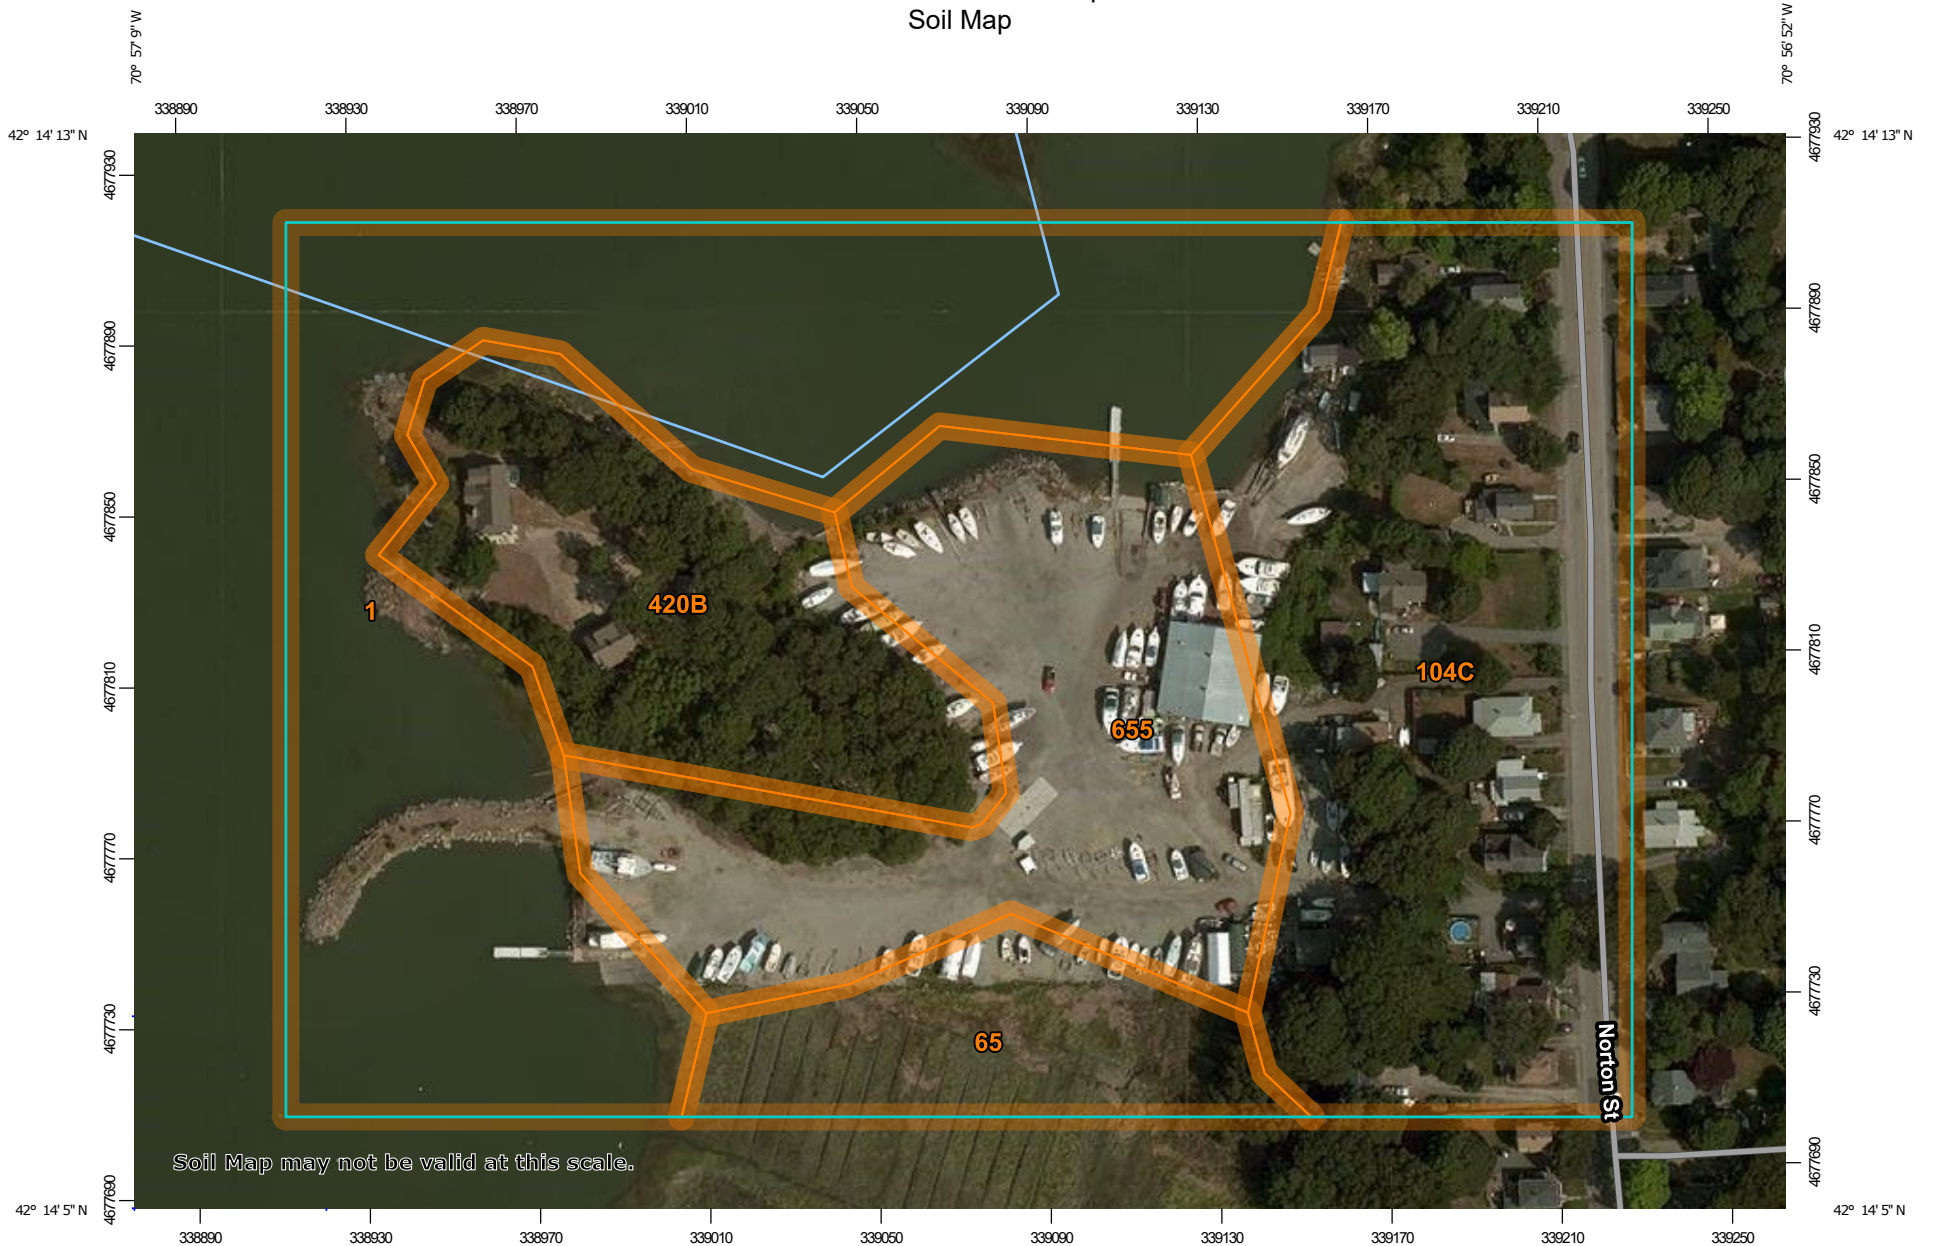 Soil Map
70° 57' 9'' W
70° 56' 52'' W
338890 338930 338970 339010 339050 339090 339130 339170 339210 339250
42° 14' 13'' N
42° 14' 13'' N
4677930
4677930
4677890
4677890
4677850
4677850
1
420B
4677810
4677810
104C
655
4677770
4677770
4677730
4677730
65
Norton St
Soil Map may not be valid at this scale.
4677690
4677690
42° 14' 5'' N
42° 14' 5'' N
338890 338930 338970 339010 339050 339090 339130 339170 339210 339250